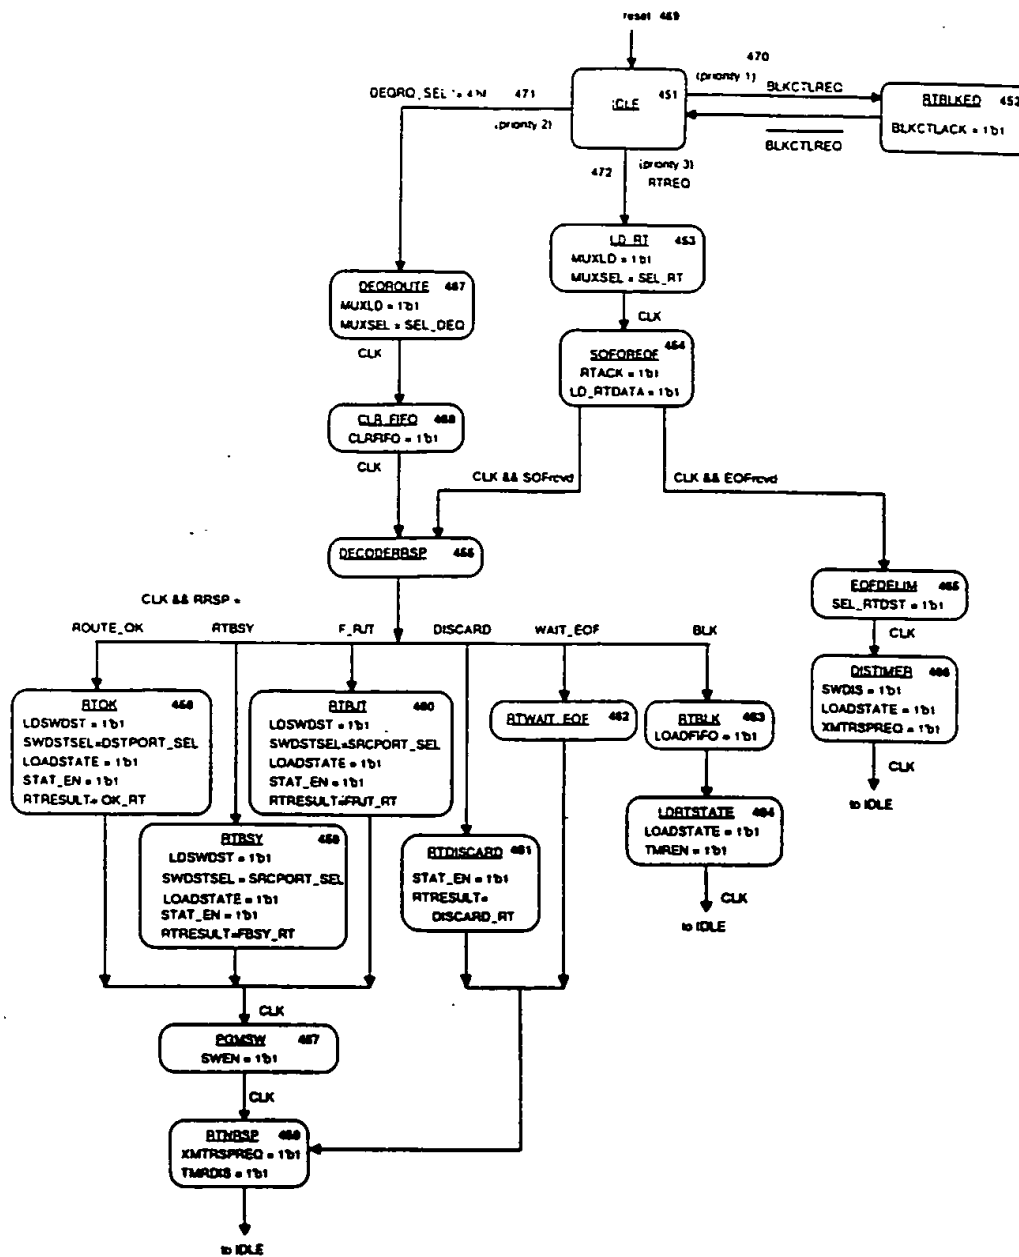 reset 469
470
(priority 1)
BLKCTLREQ
IDLE 451
RTBLKED 452
BLKCTLACK = 1'b1
BLKCTLREQ
DEQRQ_SEL != 4'hf 471
(priority 2)
472
(priority 3)
RTREQ
LD_RT 453
MUXLD = 1'b1
MUXSEL = SEL_RT
CLK
DEQROUTE 467
MUXLD = 1'b1
MUXSEL = SEL_DEQ
CLK
SOFOREOF 454
RTACK = 1'b1
LD_RTDATA = 1'b1
CLR_FIFO 468
CLRFIFO = 1'b1
CLK
CLK && SOFrcvd
CLK && EOFrcvd
DECODERRSP 455
EOFDELIM 465
SEL_RTDST = 1'b1
CLK
CLK && RRSP =
ROUTE_OK
RTBSY
F_RJT
DISCARD
WAIT_EOF
BLK
DISTIMER 466
SWDIS = 1'b1
LOADSTATE = 1'b1
XMTRSPREQ = 1'b1
CLK
to IDLE
RTOK 456
LDSWDST = 1'b1
SWDSTSEL=DSTPORT_SEL
LOADSTATE = 1'b1
STAT_EN = 1'b1
RTRESULT= OK_RT
RTRJT 460
LDSWDST = 1'b1
SWDSTSEL=SRCPORT_SEL
LOADSTATE = 1'b1
STAT_EN = 1'b1
RTRESULT=FRJT_RT
RTWAIT_EOF 462
RTBLK 463
LOADFIFO = 1'b1
LDRTSTATE 464
LOADSTATE = 1'b1
TMREN = 1'b1
CLK
to IDLE
RTBSY 459
LDSWDST = 1'b1
SWDSTSEL = SRCPORT_SEL
LOADSTATE = 1'b1
STAT_EN = 1'b1
RTRESULT=FBSY_RT
RTDISCARD 461
STAT_EN = 1'b1
RTRESULT=
DISCARD_RT
CLK
PGMSW 457
SWEN = 1'b1
CLK
RTNRSP 458
XMTRSPREQ = 1'b1
TMRDIS = 1'b1
to IDLE